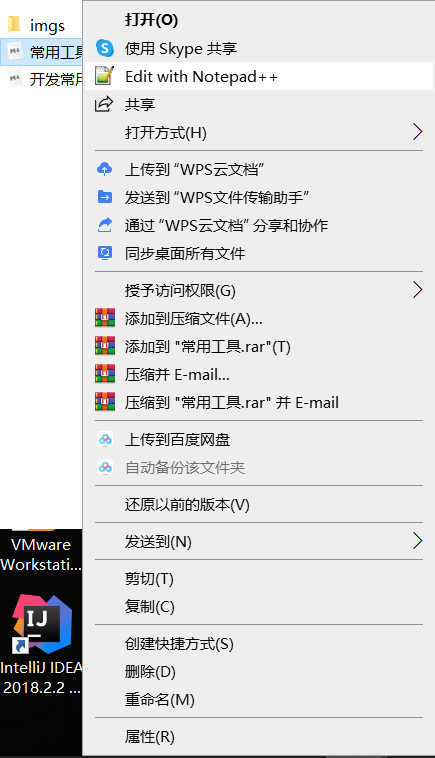 imgs
常用工具
开发常用
打开(O)
使用 Skype 共享
Edit with Notepad++
共享
打开方式(H)
上传到 “WPS云文档”
发送到 “WPS文件传输助手”
通过 “WPS云文档” 分享和协作
同步桌面所有文件
授予访问权限(G)
添加到压缩文件(A)...
添加到 "常用工具.rar"(T)
压缩并 E-mail...
压缩到 "常用工具.rar" 并 E-mail
上传到百度网盘
自动备份该文件夹
还原以前的版本(V)
发送到(N)
剪切(T)
复制(C)
创建快捷方式(S)
删除(D)
重命名(M)
属性(R)
VMware
Workstati...
IJ
IntelliJ IDEA
2018.2.2 ...